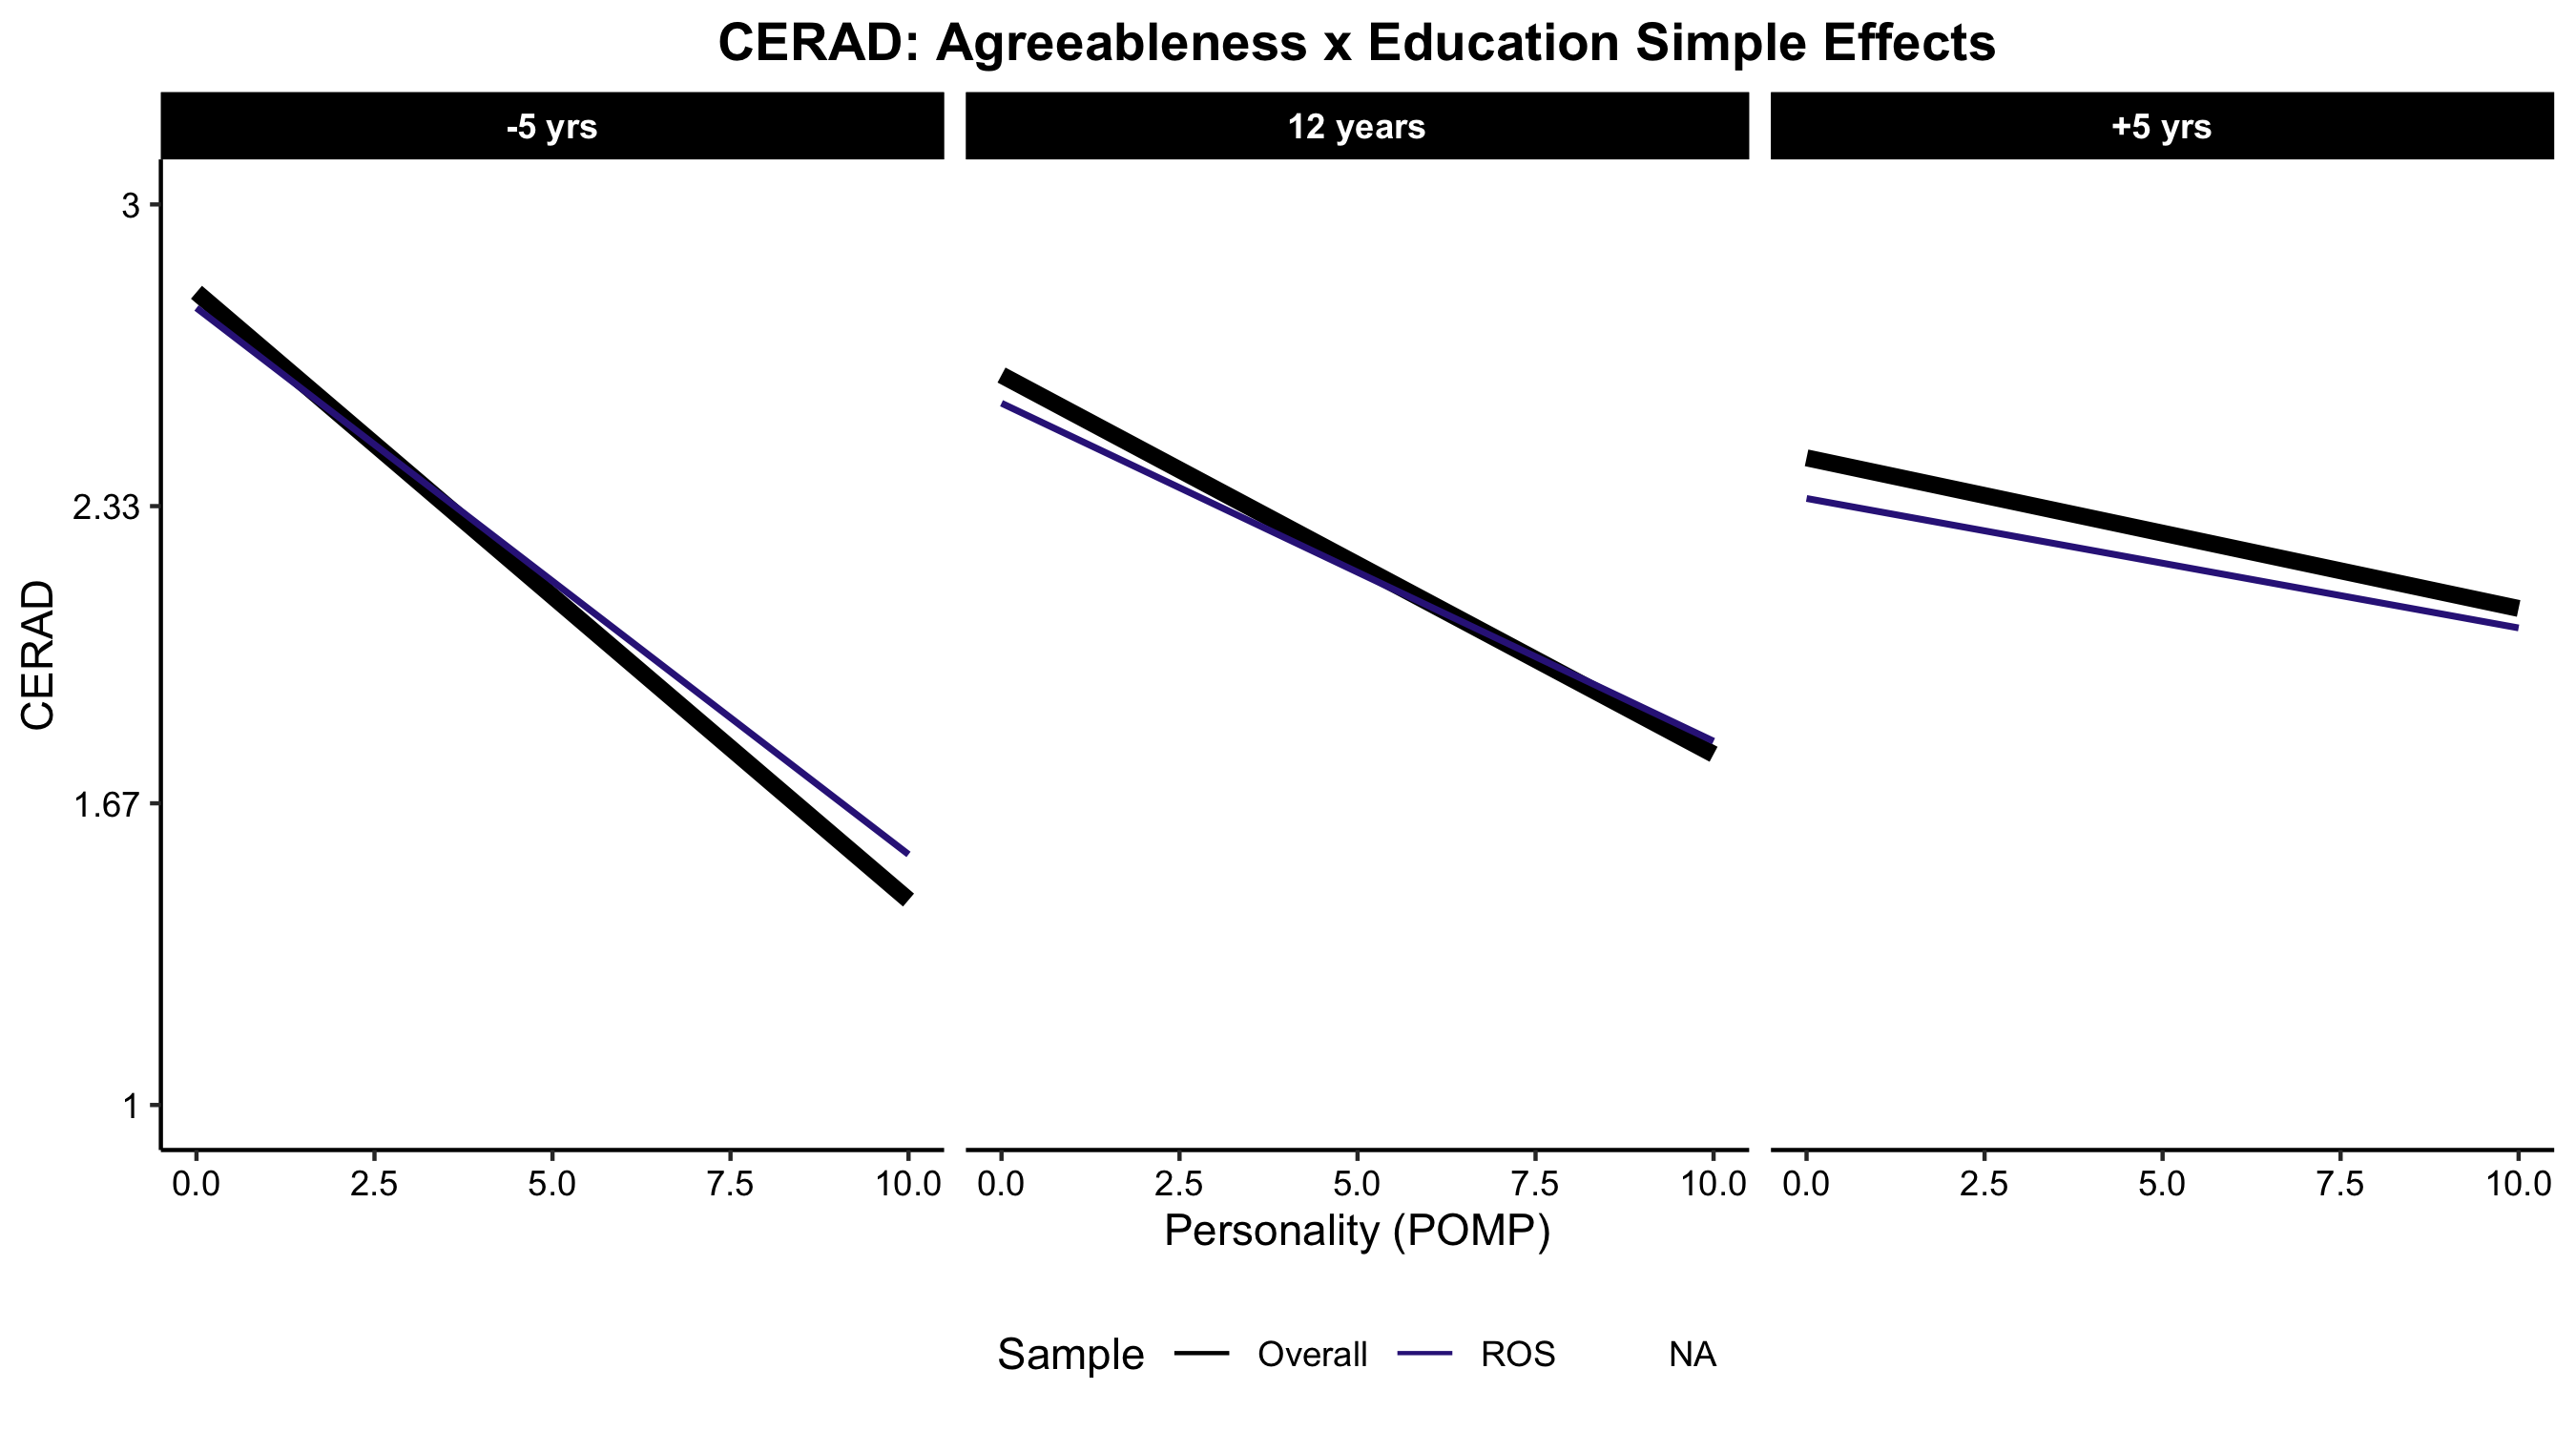 CERAD: Agreeableness x Education Simple Effects
-5 yrs
12 years
+5 yrs
3
2.33
1.67
1
CERAD
0.0 2.5 5.0 7.5 10.0
0.0 2.5 5.0 7.5 10.0
0.0 2.5 5.0 7.5 10.0
Personality (POMP)
Sample Overall ROS NA